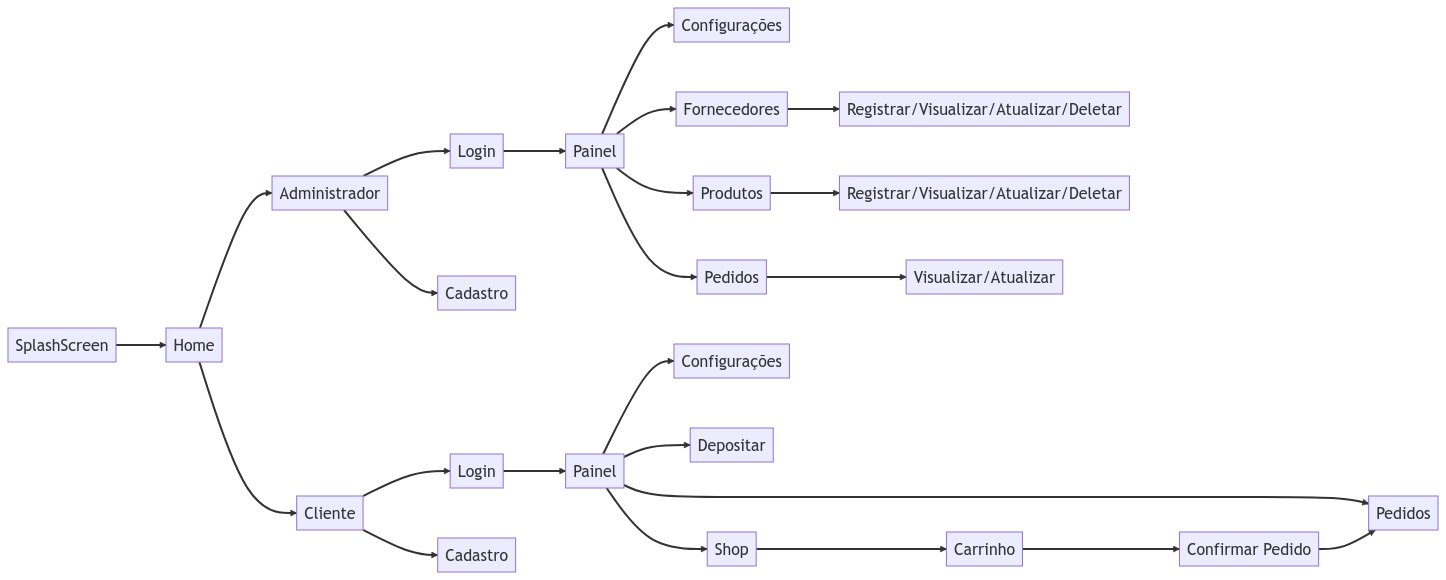 Configurações
Fornecedores
Registrar/Visualizar/Atualizar/Deletar
Login
Painel
Administrador
Produtos
Registrar/Visualizar/Atualizar/Deletar
Pedidos
Visualizar/Atualizar
Cadastro
SplashScreen
Home
Configurações
Depositar
Login
Painel
Cliente
Pedidos
Cadastro
Shop
Carrinho
Confirmar Pedido